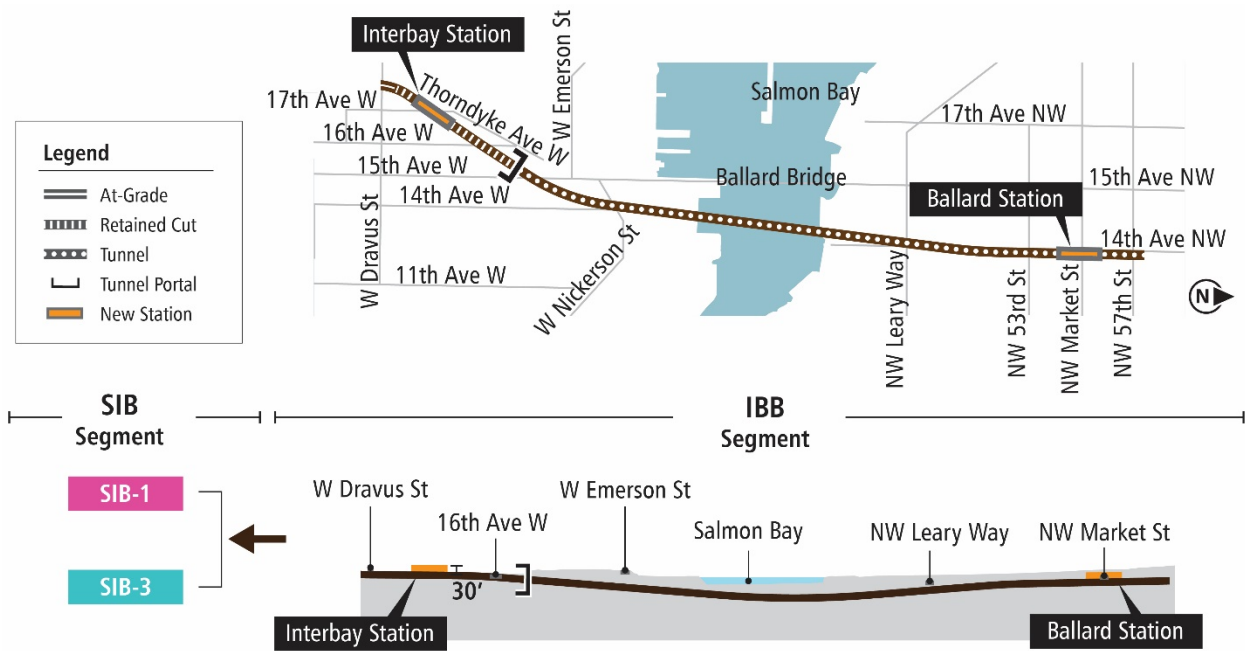 Interbay Station
W Emerson St
Thorndyke Ave W
17th Ave W
16th Ave W
15th Ave W
14th Ave W
11th Ave W
W Dravus St
W Nickerson St
Salmon Bay
Ballard Bridge
17th Ave NW
15th Ave NW
Ballard Station
14th Ave NW
NW Leary Way
NW 53rd St
NW Market St
NW 57th St
N
Legend
At-Grade
Retained Cut
Tunnel
Tunnel Portal
New Station
SIB
Segment
IBB
Segment
SIB-1
SIB-3
W Dravus St
16th Ave W
W Emerson St
Salmon Bay
NW Leary Way
NW Market St
30'
Interbay Station
Ballard Station